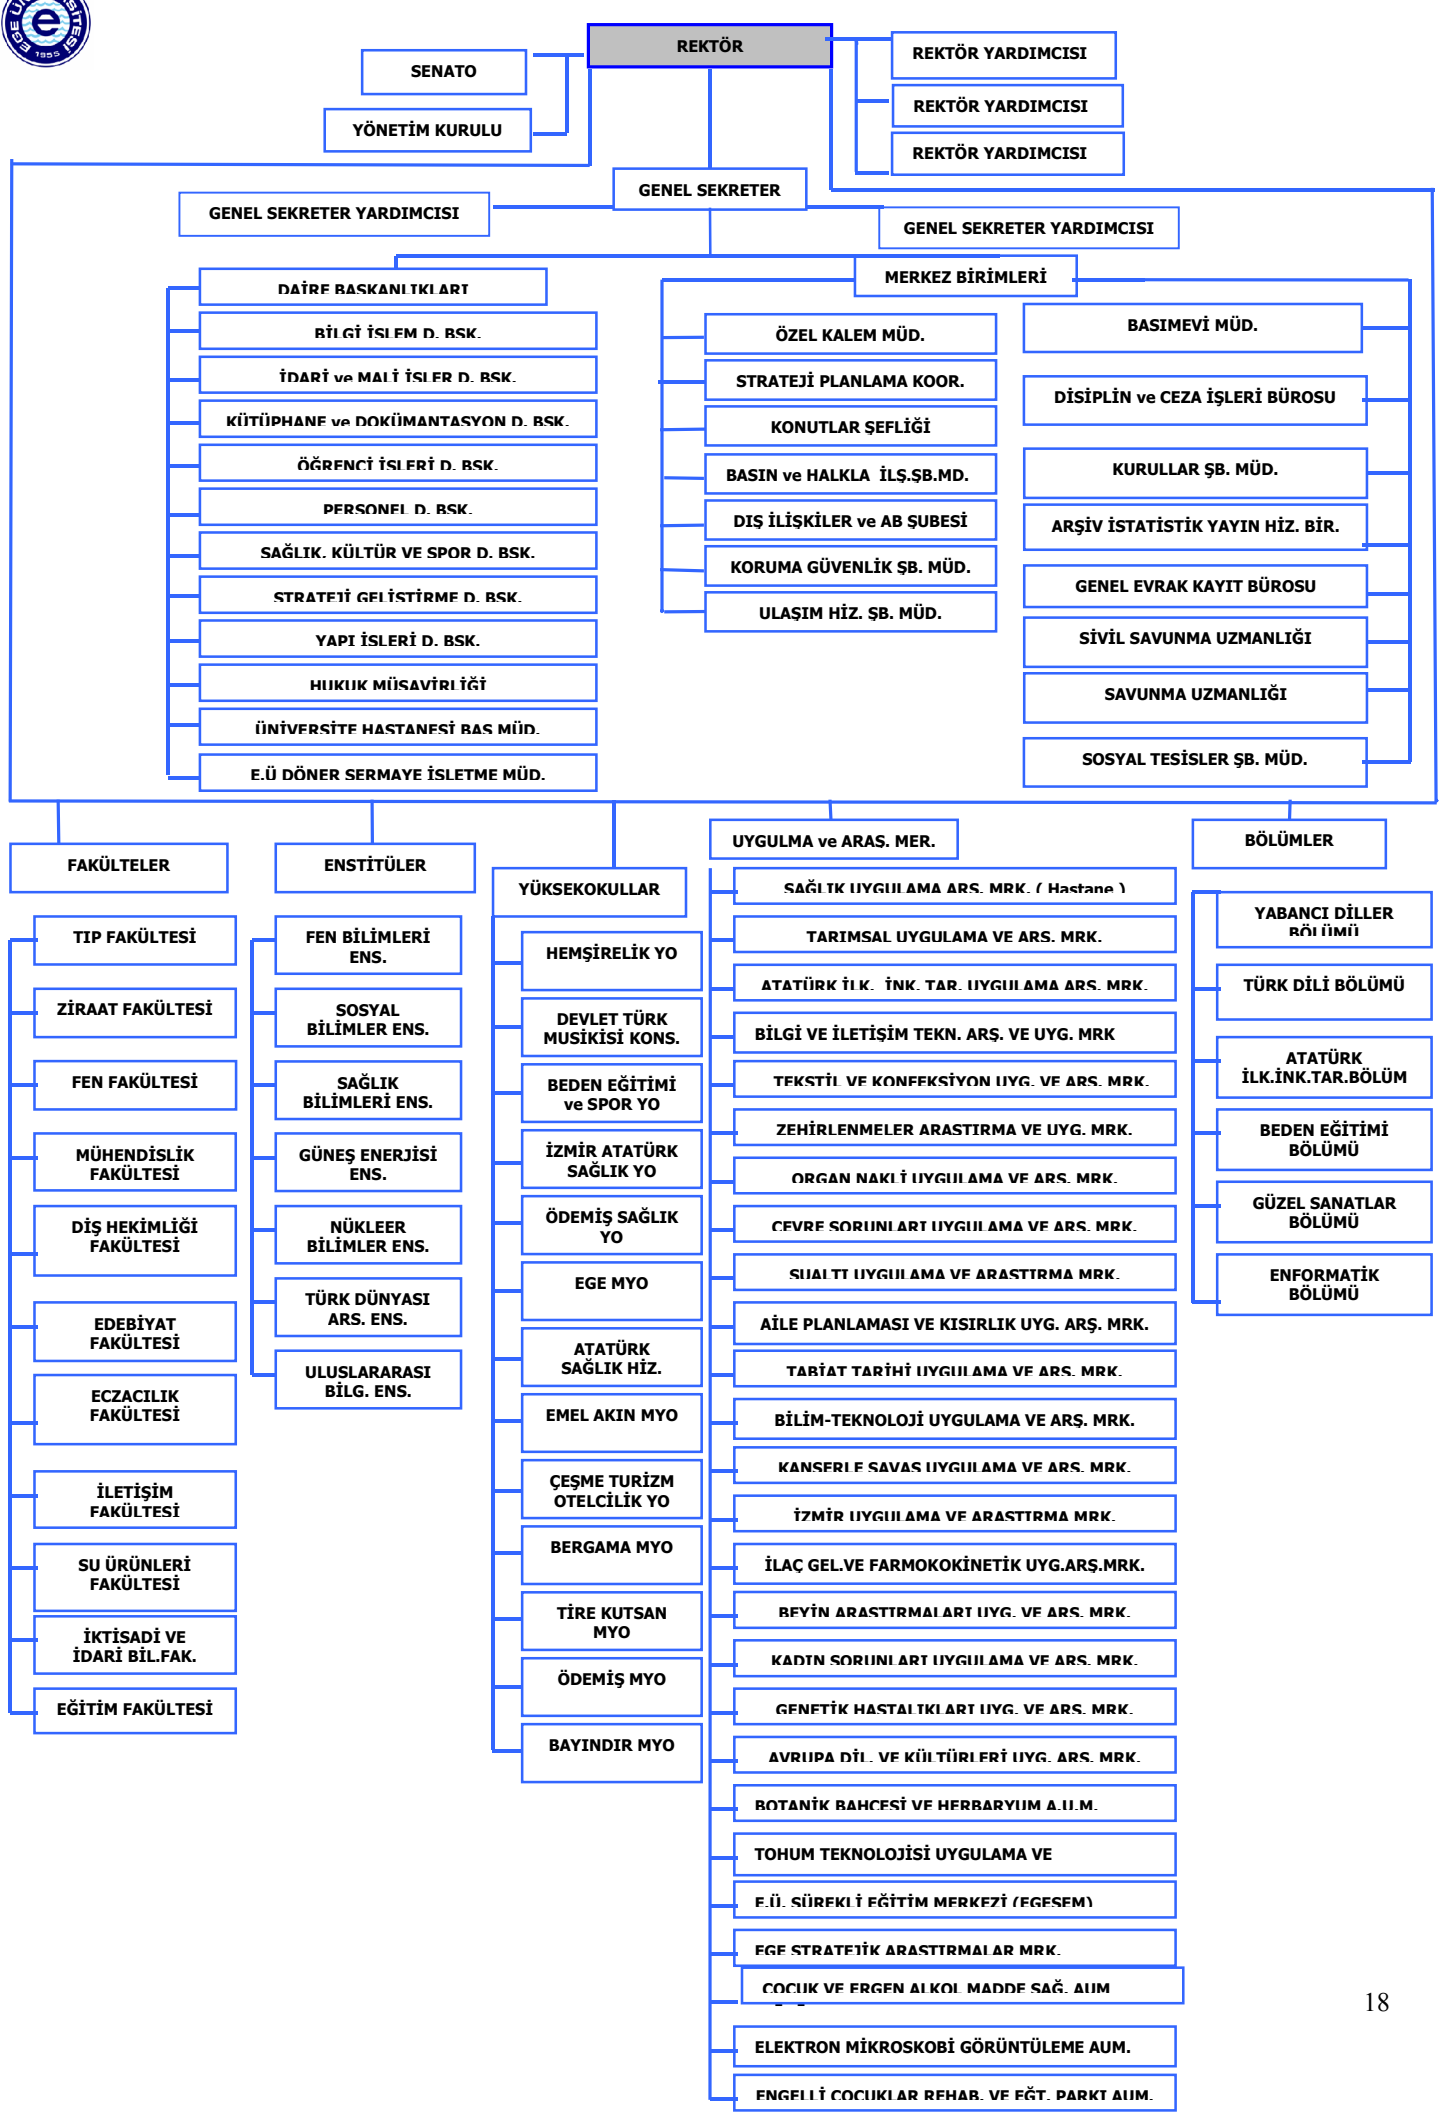 EGE ÜNİVERSİTESİ
1955
REKTÖR
REKTÖR YARDIMCISI
SENATO
REKTÖR YARDIMCISI
YÖNETİM KURULU
REKTÖR YARDIMCISI
GENEL SEKRETER
GENEL SEKRETER YARDIMCISI
GENEL SEKRETER YARDIMCISI
DAİRE BAŞKANLIKLARI
BİLGİ İŞLEM D. BŞK.
İDARİ ve MALİ İŞLER D. BŞK.
KÜTÜPHANE ve DOKÜMANTASYON D. BŞK.
ÖĞRENCİ İŞLERİ D. BŞK.
PERSONEL D. BŞK.
SAĞLIK, KÜLTÜR VE SPOR D. BŞK.
STRATEJİ GELİŞTİRME D. BŞK.
YAPI İŞLERİ D. BŞK.
HUKUK MÜŞAVİRLİĞİ
ÜNİVERSİTE HASTANESİ BAŞ MÜD.
E.Ü DÖNER SERMAYE İŞLETME MÜD.
MERKEZ BİRİMLERİ
ÖZEL KALEM MÜD.
STRATEJİ PLANLAMA KOOR.
KONUTLAR ŞEFLİĞİ
BASIN ve HALKLA İLŞ.ŞB.MD.
DIŞ İLİŞKİLER ve AB ŞUBESİ
KORUMA GÜVENLİK ŞB. MÜD.
ULAŞIM HİZ. ŞB. MÜD.
BASIMEVİ MÜD.
DİSİPLİN ve CEZA İŞLERİ BÜROSU
KURULLAR ŞB. MÜD.
ARŞİV İSTATİSTİK YAYIN HİZ. BİR.
GENEL EVRAK KAYIT BÜROSU
SİVİL SAVUNMA UZMANLIĞI
SAVUNMA UZMANLIĞI
SOSYAL TESİSLER ŞB. MÜD.
FAKÜLTELER
TIP FAKÜLTESİ
ZİRAAT FAKÜLTESİ
FEN FAKÜLTESİ
MÜHENDİSLİK
FAKÜLTESİ
DİŞ HEKİMLİĞİ
FAKÜLTESİ
EDEBİYAT
FAKÜLTESİ
ECZACILIK
FAKÜLTESİ
İLETİŞİM
FAKÜLTESİ
SU ÜRÜNLERİ
FAKÜLTESİ
İKTİSADİ VE
İDARİ BİL.FAK.
EĞİTİM FAKÜLTESİ
ENSTİTÜLER
FEN BİLİMLERİ
ENS.
SOSYAL
BİLİMLER ENS.
SAĞLIK
BİLİMLERİ ENS.
GÜNEŞ ENERJİSİ
ENS.
NÜKLEER
BİLİMLER ENS.
TÜRK DÜNYASI
ARS. ENS.
ULUSLARARASI
BİLG. ENS.
YÜKSEKOKULLAR
HEMŞİRELİK YO
DEVLET TÜRK
MUSİKİSİ KONS.
BEDEN EĞİTİMİ
ve SPOR YO
İZMİR ATATÜRK
SAĞLIK YO
ÖDEMİŞ SAĞLIK
YO
EGE MYO
ATATÜRK
SAĞLIK HİZ.
EMEL AKIN MYO
ÇEŞME TURİZM
OTELCİLİK YO
BERGAMA MYO
TİRE KUTSAN
MYO
ÖDEMİŞ MYO
BAYINDIR MYO
UYGULMA ve ARAŞ. MER.
SAĞLIK UYGULAMA ARŞ. MRK. ( Hastane )
TARIMSAL UYGULAMA VE ARŞ. MRK.
ATATÜRK İLK. İNK. TAR. UYGULAMA ARŞ. MRK.
BİLGİ VE İLETİŞİM TEKN. ARŞ. VE UYG. MRK
TEKSTİL VE KONFEKSİYON UYG. VE ARŞ. MRK.
ZEHİRLENMELER ARAŞTIRMA VE UYG. MRK.
ORGAN NAKLİ UYGULAMA VE ARŞ. MRK.
ÇEVRE SORUNLARI UYGULAMA VE ARŞ. MRK.
SUALTI UYGULAMA VE ARAŞTIRMA MRK.
AİLE PLANLAMASI VE KISIRLIK UYG. ARŞ. MRK.
TABİAT TARİHİ UYGULAMA VE ARŞ. MRK.
BİLİM-TEKNOLOJİ UYGULAMA VE ARŞ. MRK.
KANSERLE SAVAŞ UYGULAMA VE ARŞ. MRK.
İZMİR UYGULAMA VE ARAŞTIRMA MRK.
İLAÇ GEL.VE FARMOKOKİNETİK UYG.ARŞ.MRK.
BEYİN ARAŞTIRMALARI UYG. VE ARŞ. MRK.
KADIN SORUNLARI UYGULAMA VE ARŞ. MRK.
GENETİK HASTALIKLARI UYG. VE ARŞ. MRK.
AVRUPA DİL. VE KÜLTÜRLERİ UYG. ARŞ. MRK.
BOTANİK BAHÇESİ VE HERBARYUM A.U.M.
TOHUM TEKNOLOJİSİ UYGULAMA VE
E.Ü. SÜREKLİ EĞİTİM MERKEZİ (EGESEM)
EGE STRATEJİK ARAŞTIRMALAR MRK.
ÇOCUK VE ERGEN ALKOL MADDE SAĞ. AUM
ELEKTRON MİKROSKOBİ GÖRÜNTÜLEME AUM.
ENGELLİ ÇOCUKLAR REHAB. VE EĞT. PARKI AUM.
BÖLÜMLER
YABANCI DİLLER
BÖLÜMÜ
TÜRK DİLİ BÖLÜMÜ
ATATÜRK
İLK.İNK.TAR.BÖLÜM
BEDEN EĞİTİMİ
BÖLÜMÜ
GÜZEL SANATLAR
BÖLÜMÜ
ENFORMATİK
BÖLÜMÜ
18